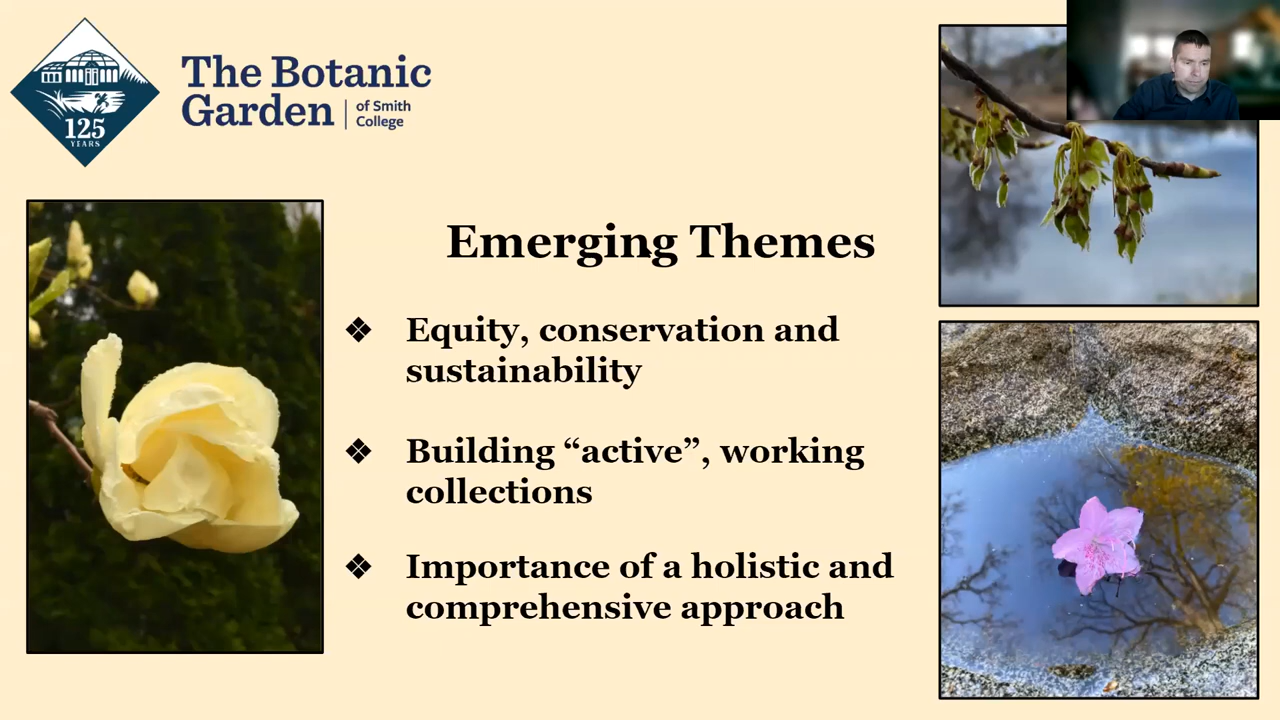 125
YEARS
The Botanic
Garden
of Smith
College
Emerging Themes
❖ Equity, conservation and
sustainability
❖ Building “active”, working
collections
❖ Importance of a holistic and
comprehensive approach